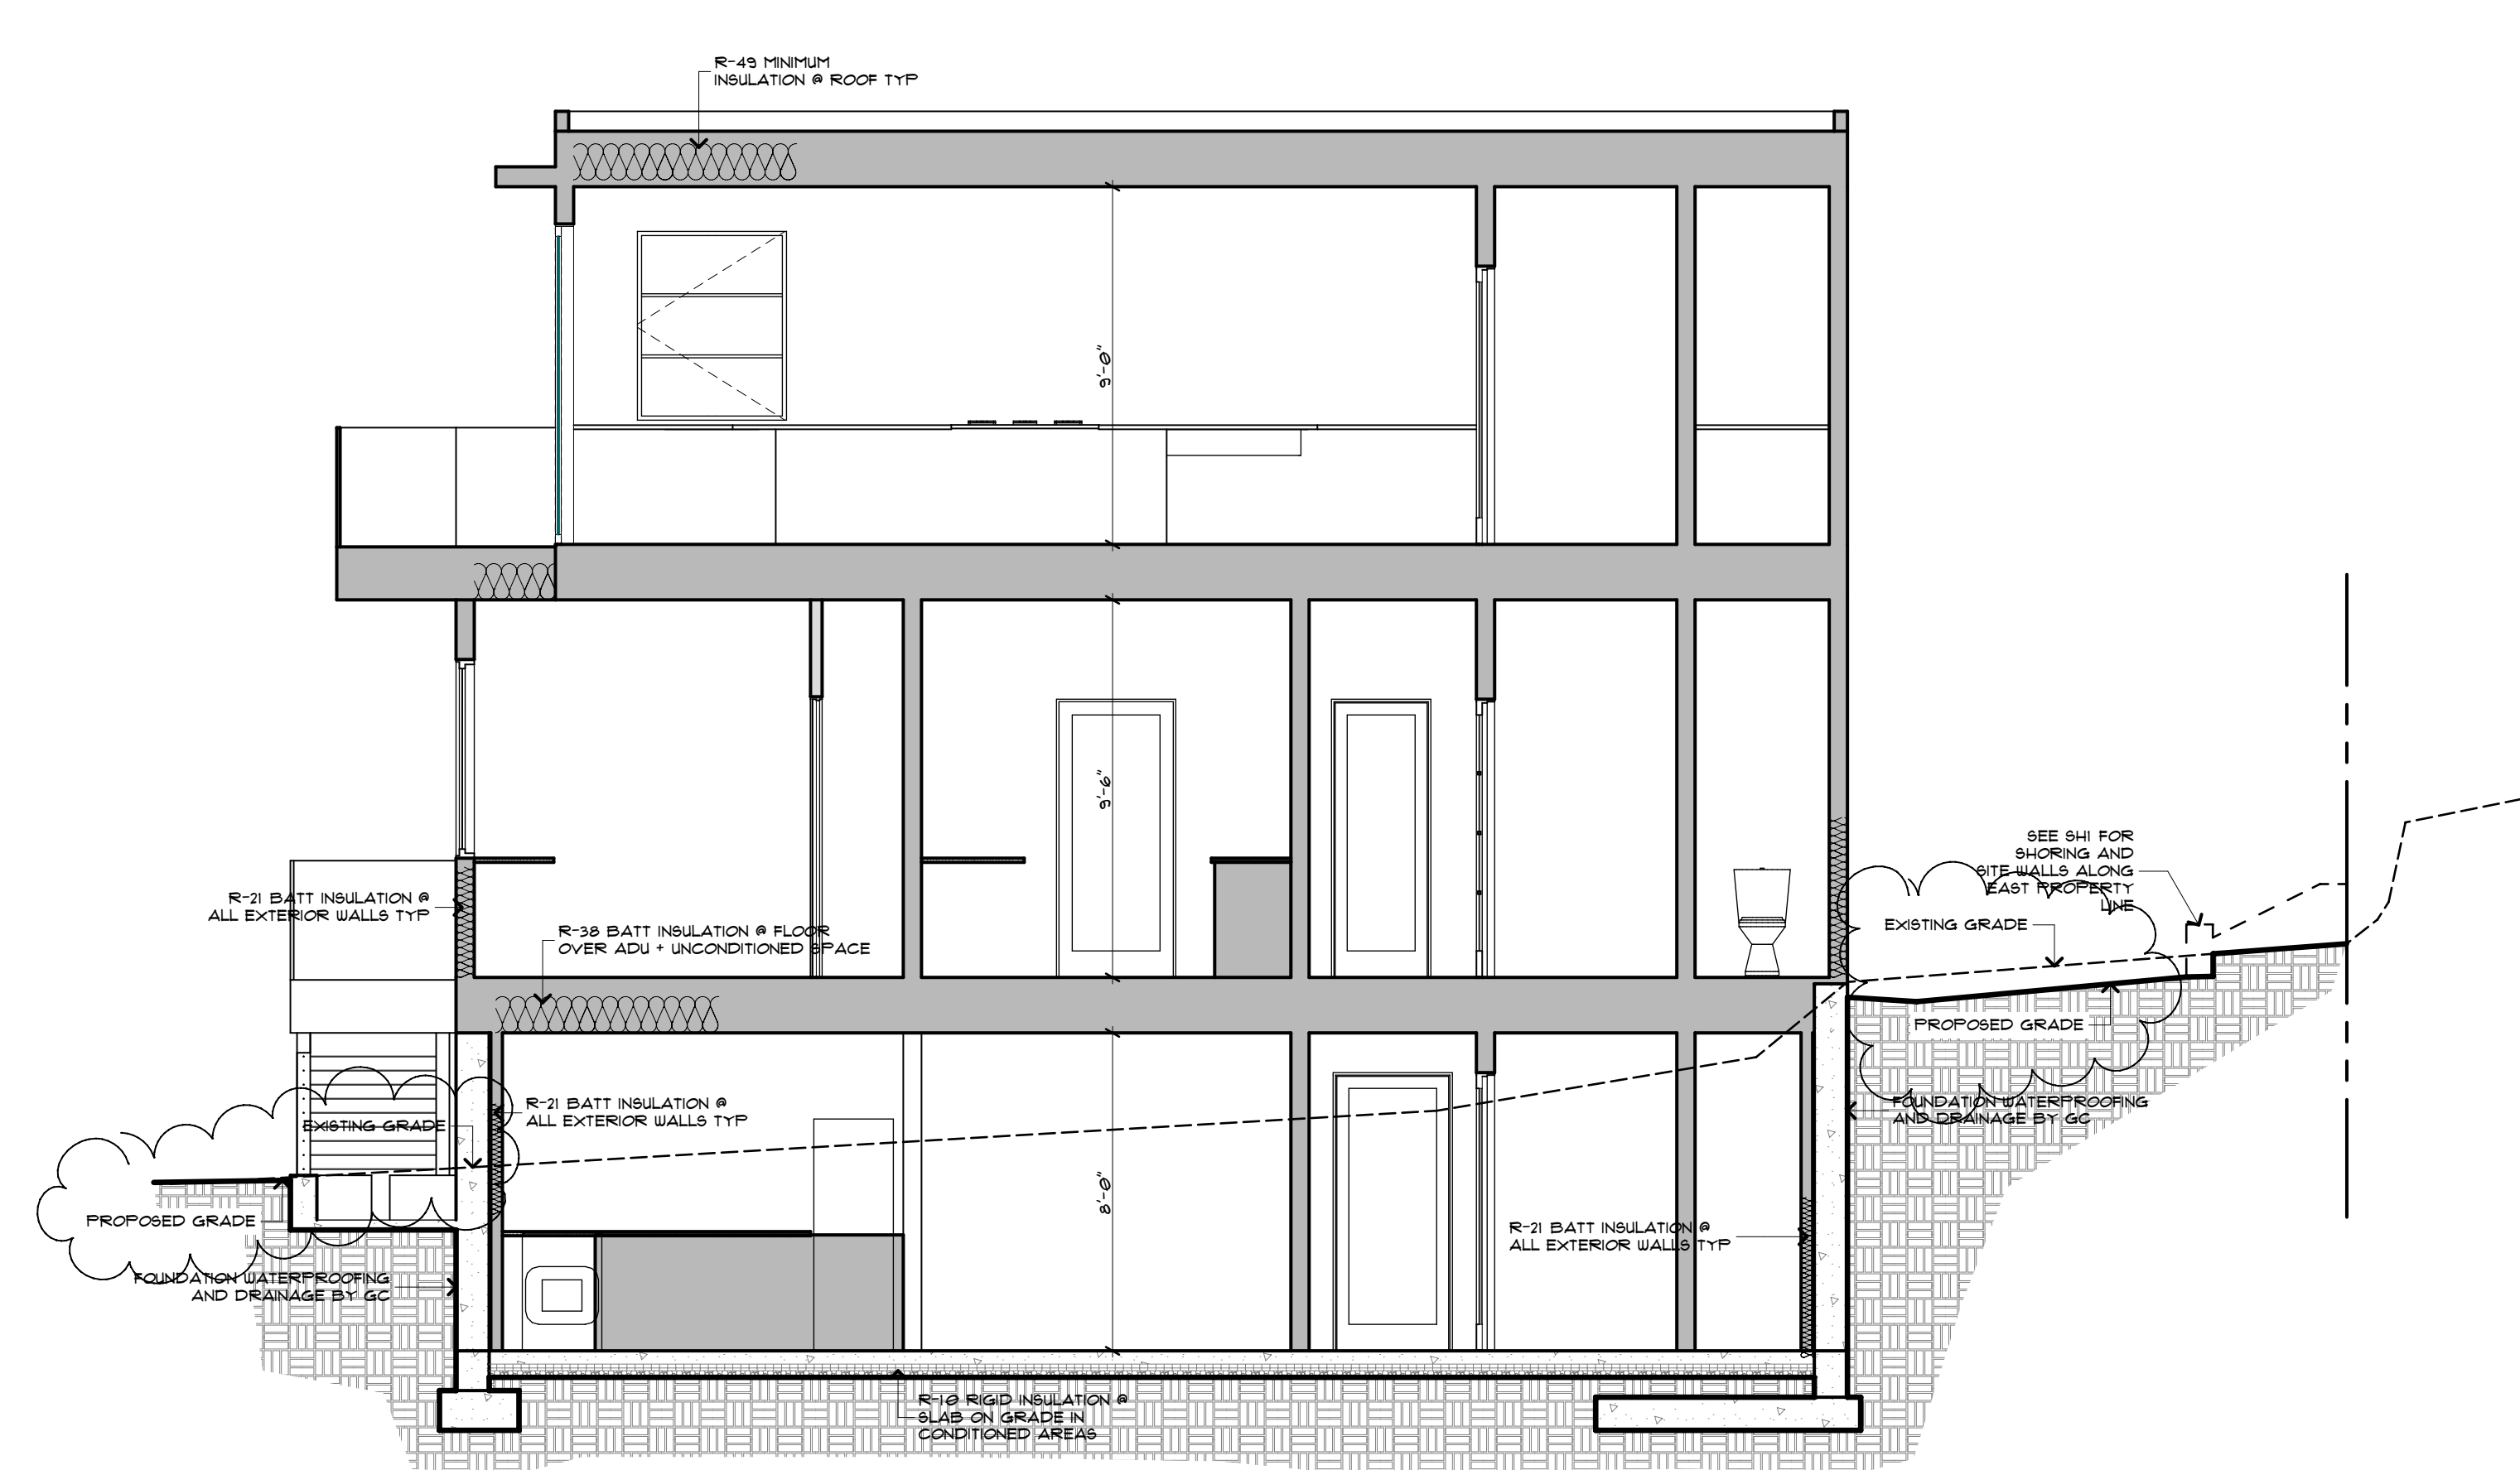 R-49 MINIMUM
INSULATION @ ROOF TYP
9'-0"
9'-6"
SEE SH1 FOR
SHORING AND
SITE WALLS ALONG
EAST PROPERTY
LINE
R-21 BATT INSULATION @
ALL EXTERIOR WALLS TYP
R-38 BATT INSULATION @ FLOOR
OVER ADU + UNCONDITIONED SPACE
EXISTING GRADE
PROPOSED GRADE
R-21 BATT INSULATION @
ALL EXTERIOR WALLS TYP
EXISTING GRADE
FOUNDATION WATERPROOFING
AND DRAINAGE BY GC
8'-0"
PROPOSED GRADE
R-21 BATT INSULATION @
ALL EXTERIOR WALLS TYP
FOUNDATION WATERPROOFING
AND DRAINAGE BY GC
R-10 RIGID INSULATION @
SLAB ON GRADE IN
CONDITIONED AREAS